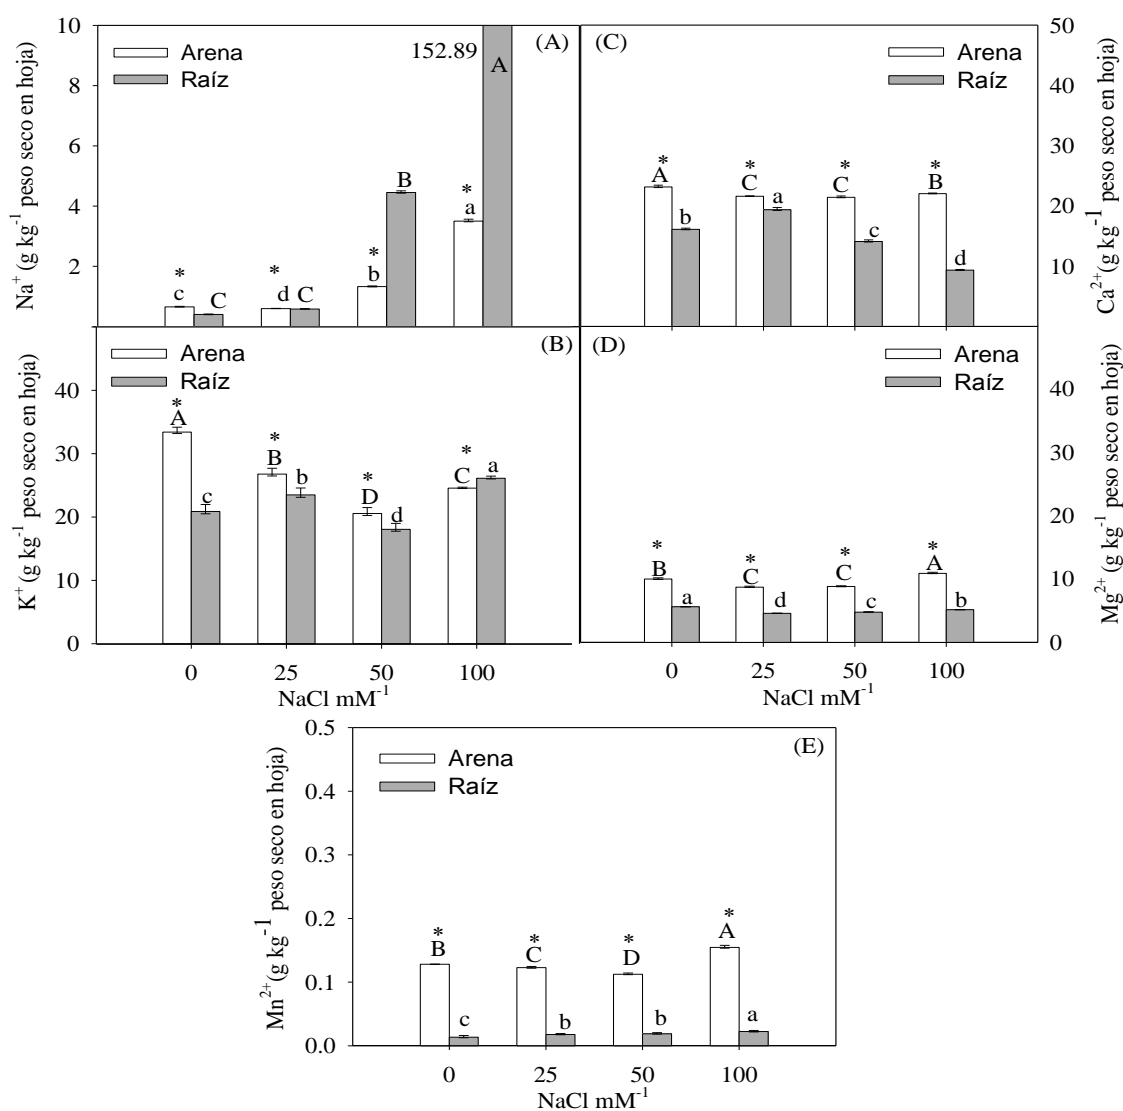 (A)
Arena
Raíz
152.89
Na⁺ (g kg⁻¹ peso seco en hoja)
10
8
6
4
2
* c C
* d C
* b B
* a A
(C)
Arena
Raíz
Ca²⁺(g kg⁻¹ peso seco en hoja)
50
40
30
20
10
* A b
* C a
* C c
* B d
(B)
Arena
Raíz
K⁺ (g kg⁻¹ peso seco en hoja)
40
30
20
10
0
* A c
* B b
* D d
* C a
0 25 50 100
NaCl mM⁻¹
(D)
Arena
Raíz
Mg²⁺ (g kg⁻¹ peso seco en hoja)
40
30
20
10
0
* B a
* C d
* C c
* A b
0 25 50 100
NaCl mM⁻¹
(E)
Arena
Raíz
Mn²⁺(g kg⁻¹ peso seco en hoja)
0.5
0.4
0.3
0.2
0.1
0.0
* B c
* C b
* D b
* A a
0 25 50 100
NaCl mM⁻¹